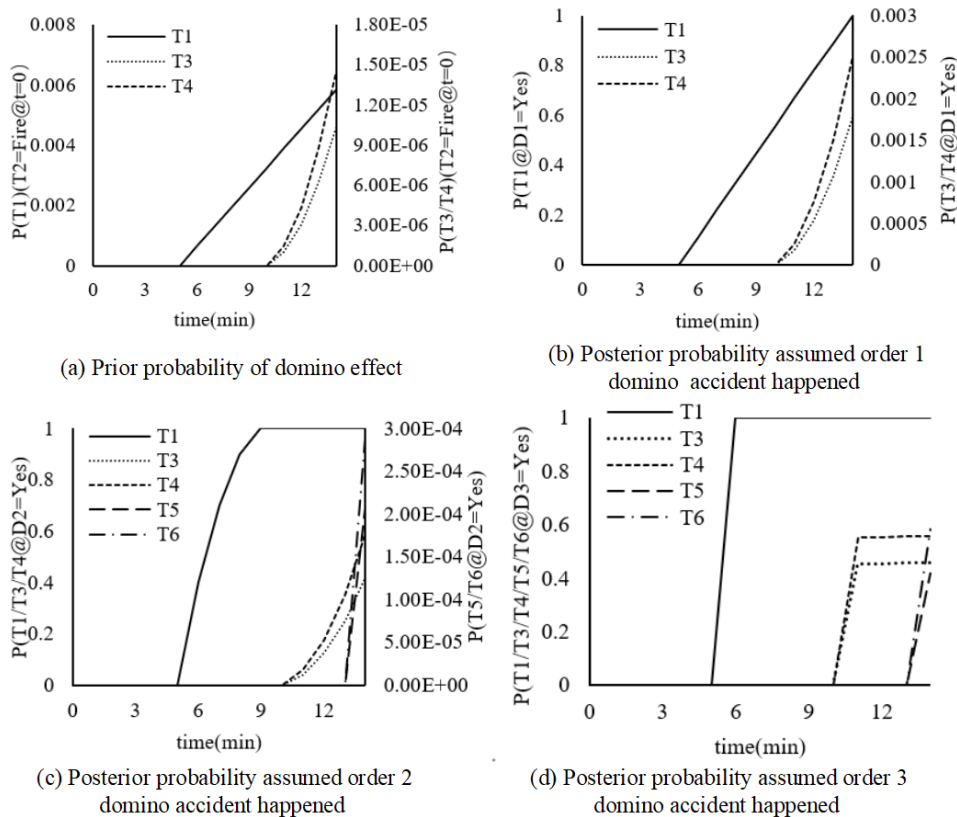 0.008
0.006
0.004
0.002
0
P(T1)(T2=Fire@t=0)
T1
T3
T4
1.80E-05
1.50E-05
1.20E-05
9.00E-06
6.00E-06
3.00E-06
0.00E+00
P(T3/T4)(T2=Fire@t=0)
0 3 6 9 12
time(min)
(a) Prior probability of domino effect
1
0.8
0.6
0.4
0.2
0
P(T1@D1=Yes)
T1
T3
T4
0.003
0.0025
0.002
0.0015
0.001
0.0005
0
P(T3/T4@D1=Yes)
0 3 6 9 12
time(min)
(b) Posterior probability assumed order 1
domino accident happened
1
0.8
0.6
0.4
0.2
0
P(T1/T3/T4@D2=Yes)
T1
T3
T4
T5
T6
3.00E-04
2.50E-04
2.00E-04
1.50E-04
1.00E-04
5.00E-05
0.00E+00
P(T5/T6@D2=Yes)
0 3 6 9 12
time(min)
(c) Posterior probability assumed order 2
domino accident happened
1
0.8
0.6
0.4
0.2
0
P(T1/T3/T4/T5/T6@D3=Yes)
T1
T3
T4
T5
T6
0 3 6 9 12
time(min)
(d) Posterior probability assumed order 3
domino accident happened